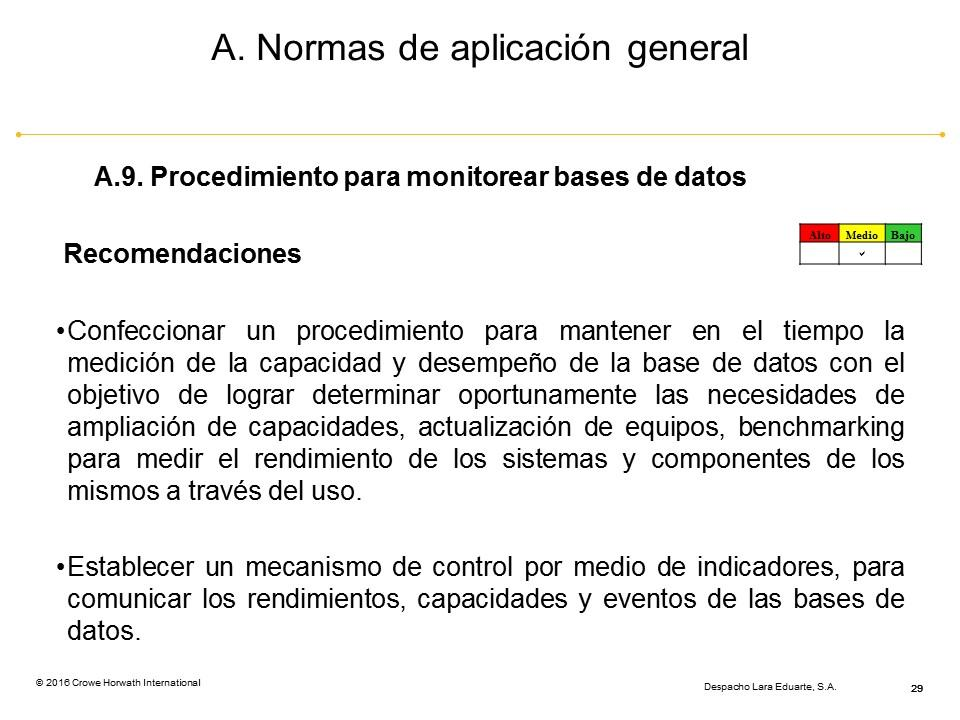 A. Normas de aplicación general
A.9. Procedimiento para monitorear bases de datos
Recomendaciones
Alto Medio Bajo
✓
•Confeccionar un procedimiento para mantener en el tiempo la
medición de la capacidad y desempeño de la base de datos con el
objetivo de lograr determinar oportunamente las necesidades de
ampliación de capacidades, actualización de equipos, benchmarking
para medir el rendimiento de los sistemas y componentes de los
mismos a través del uso.
•Establecer un mecanismo de control por medio de indicadores, para
comunicar los rendimientos, capacidades y eventos de las bases de
datos.
© 2016 Crowe Horwath International
Despacho Lara Eduarte, S.A.
29